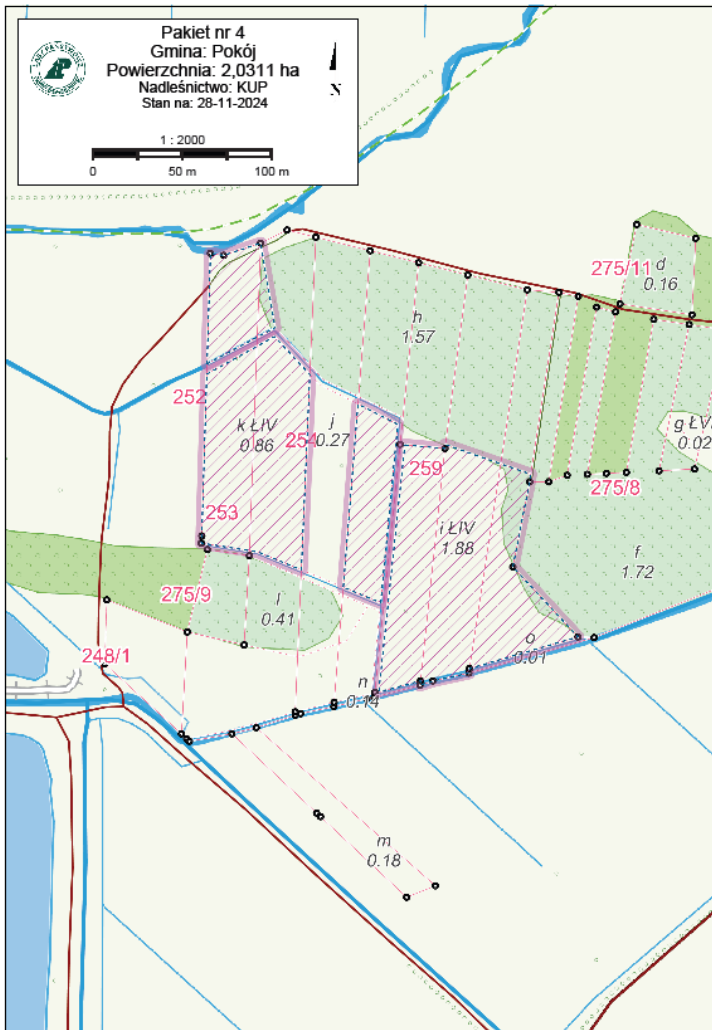 Pakiet nr 4
Gmina: Pokój
Powierzchnia: 2,0311 ha
Nadleśnictwo: KUP
Stan na: 28-11-2024
N
1 : 2000
0 50 m 100 m
d
275/11
0.16
h
1.57
252
k ŁIV
0.86
254
j
0.27
g ŁV
0.02
259
275/8
253
i ŁIV
1.88
f
1.72
275/9
l
0.41
o
0.01
248/1
n
0.14
m
0.18